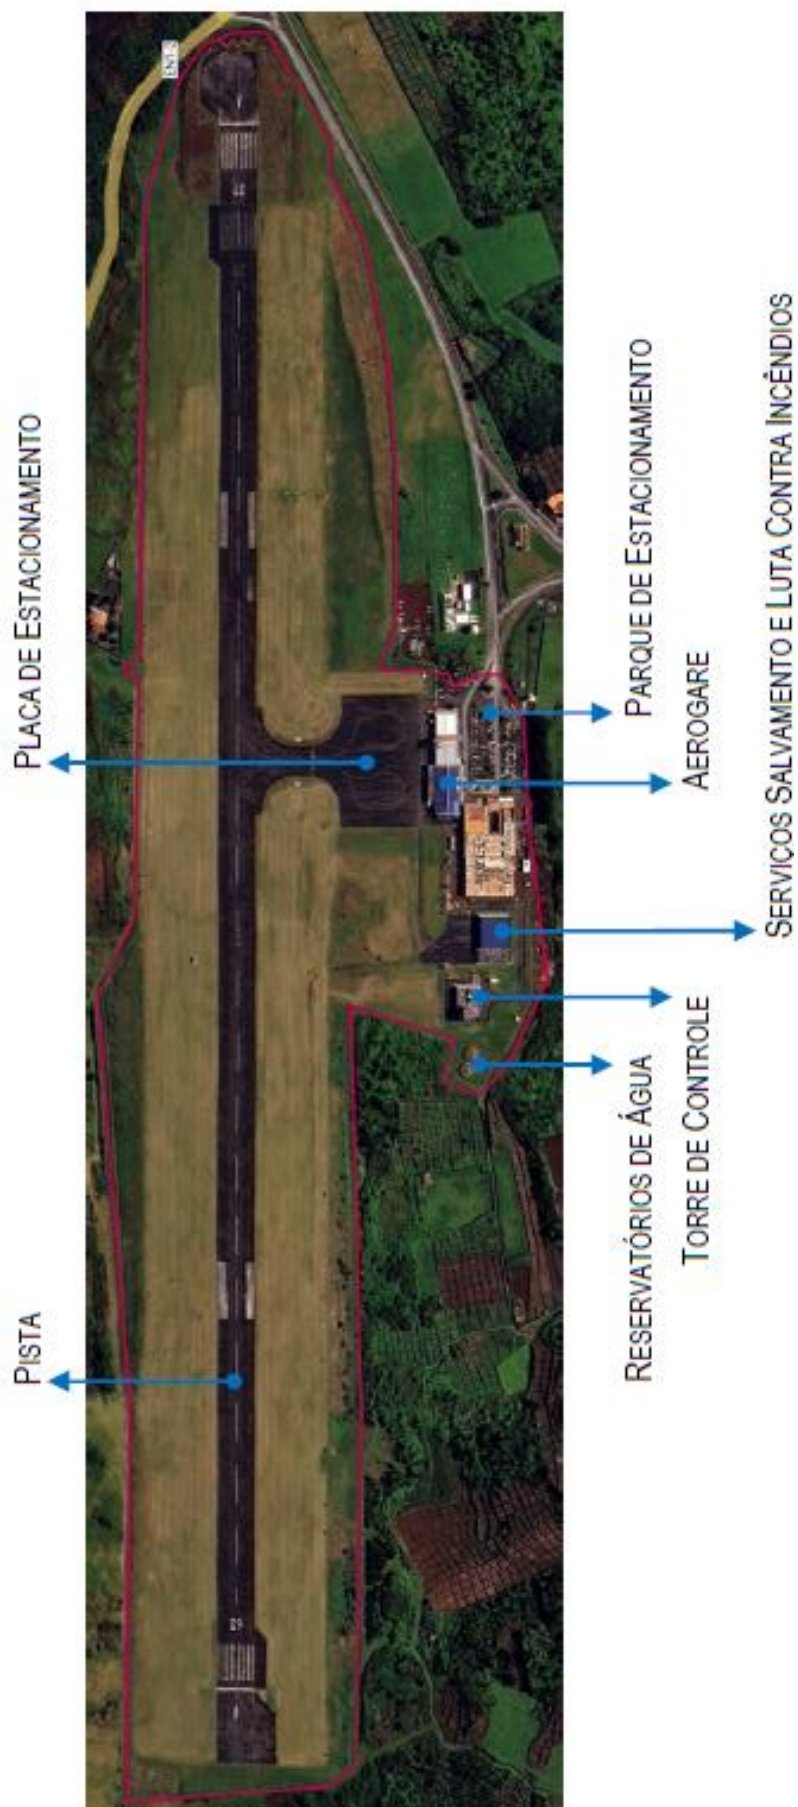 PISTA
PLACA DE ESTACIONAMENTO
RESERVATÓRIOS DE ÁGUA
TORRE DE CONTROLE
SERVIÇOS SALVAMENTO E LUTA CONTRA INCÊNDIOS
AEROGARE
PARQUE DE ESTACIONAMENTO